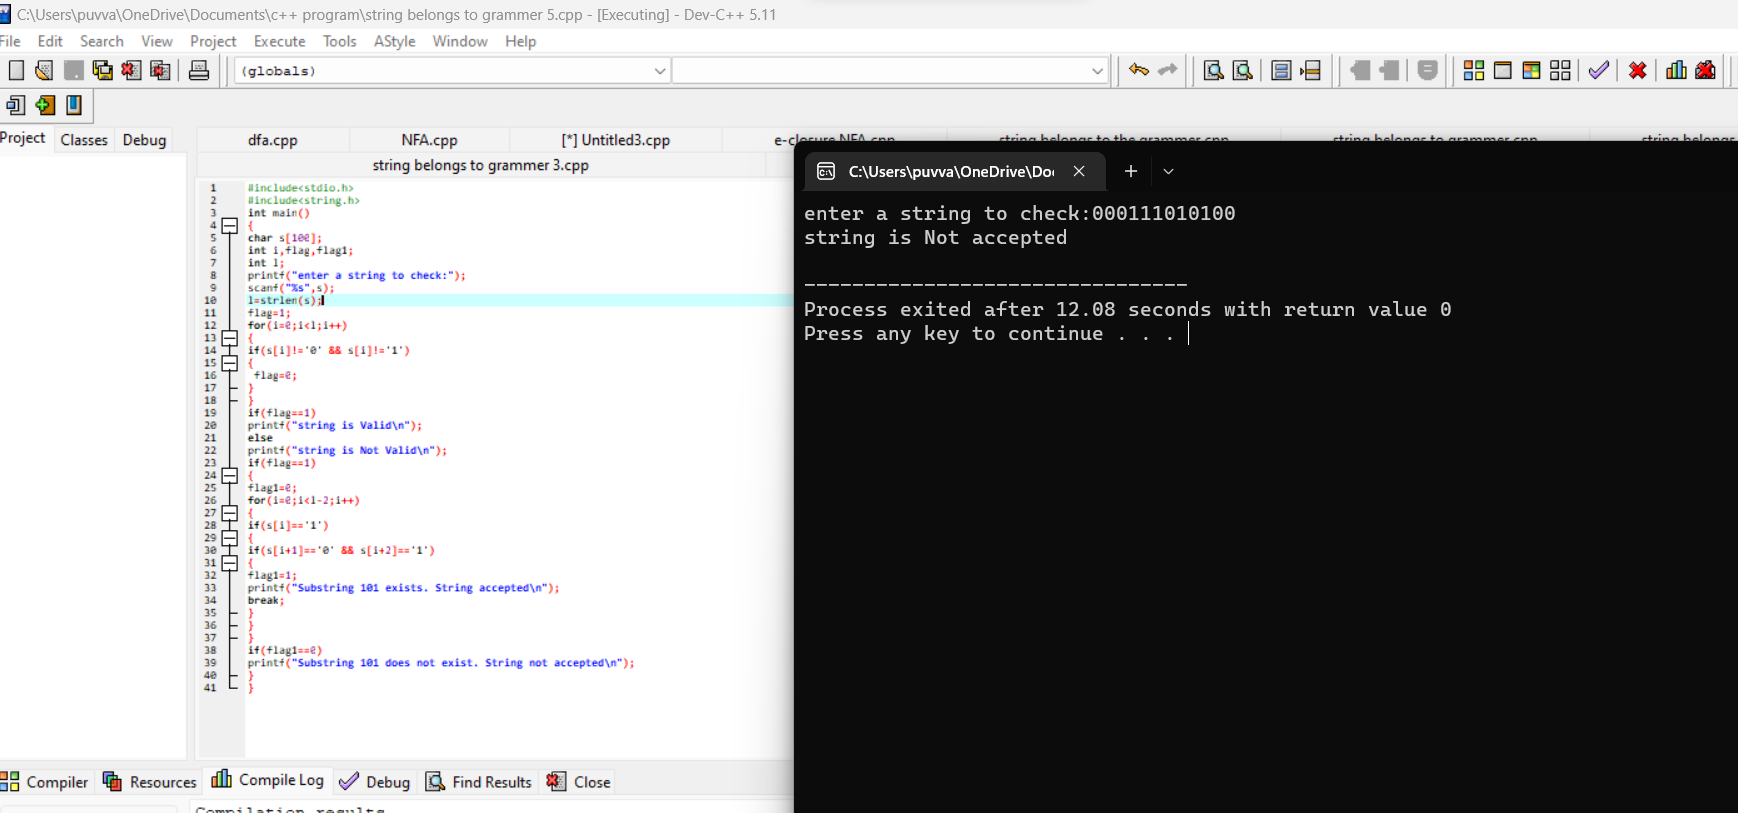 C:\Users\puvva\OneDrive\Documents\c++ program\string belongs to grammer 5.cpp - [Executing] - Dev-C++ 5.11
File Edit Search View Project Execute Tools AStyle Window Help
(globals)
Project Classes Debug
dfa.cpp NFA.cpp [*] Untitled3.cpp e-closure NFA.cpp string belongs to the grammer.cpp string belongs to grammer.cpp string belongs
string belongs to grammer 3.cpp
1 #include<stdio.h>
2 #include<string.h>
3 int main()
4 {
5 char s[100];
6 int i,flag,flag1;
7 int l;
8 printf("enter a string to check:");
9 scanf("%s",s);
10 l=strlen(s);
11 flag=1;
12 for(i=0;i<l;i++)
13 {
14 if(s[i]!='0' && s[i]!='1')
15 {
16 flag=0;
17 }
18 }
19 if(flag==1)
20 printf("string is Valid\n");
21 else
22 printf("string is Not Valid\n");
23 if(flag==1)
24 {
25 flag1=0;
26 for(i=0;i<l-2;i++)
27 {
28 if(s[i]=='1')
29 {
30 if(s[i+1]=='0' && s[i+2]=='1')
31 {
32 flag1=1;
33 printf("Substring 101 exists. String accepted\n");
34 break;
35 }
36 }
37 }
38 if(flag1==0)
39 printf("Substring 101 does not exist. String not accepted\n");
40 }
41 }
C:\Users\puvva\OneDrive\Do
enter a string to check:000111010100
string is Not accepted
--------------------------------
Process exited after 12.08 seconds with return value 0
Press any key to continue . . .
Compiler Resources Compile Log Debug Find Results Close
Compilation results